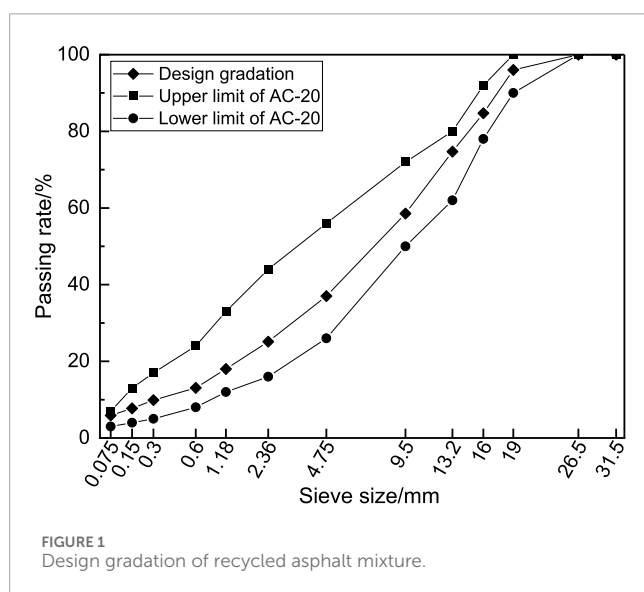 100
80
60
40
20
0
Passing rate/%
Design gradation
Upper limit of AC-20
Lower limit of AC-20
0.075
0.15
0.3
0.6
1.18
2.36
4.75
9.5
13.2
16
19
26.5
31.5
Sieve size/mm
FIGURE 1
Design gradation of recycled asphalt mixture.